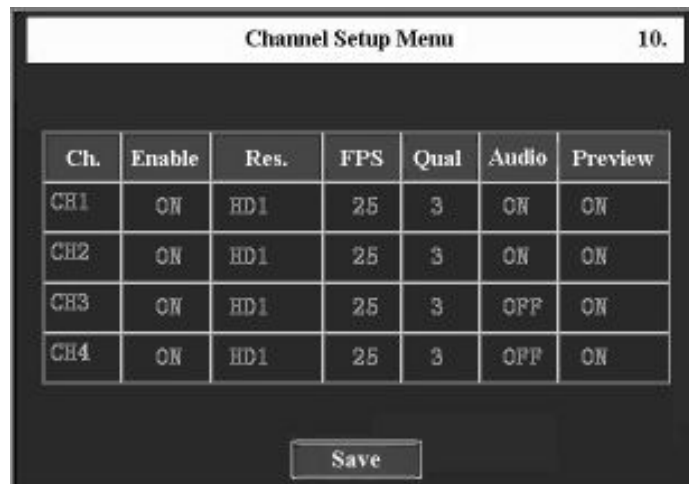 Channel Setup Menu 10.
Ch. Enable Res. FPS Qual Audio Preview
CH1 ON HD1 25 3 ON ON
CH2 ON HD1 25 3 ON ON
CH3 ON HD1 25 3 OFF ON
CH4 ON HD1 25 3 OFF ON
Save